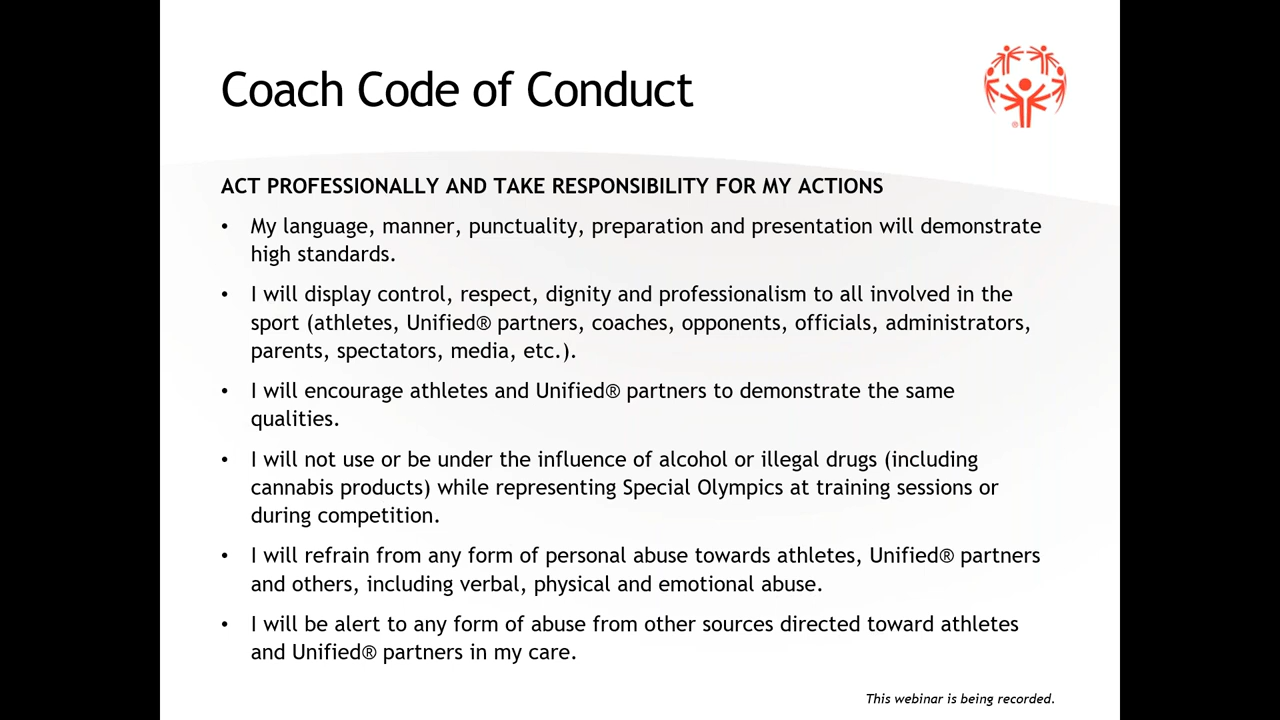 Coach Code of Conduct
®
ACT PROFESSIONALLY AND TAKE RESPONSIBILITY FOR MY ACTIONS
• My language, manner, punctuality, preparation and presentation will demonstrate
high standards.
• I will display control, respect, dignity and professionalism to all involved in the
sport (athletes, Unified® partners, coaches, opponents, officials, administrators,
parents, spectators, media, etc.).
• I will encourage athletes and Unified® partners to demonstrate the same
qualities.
• I will not use or be under the influence of alcohol or illegal drugs (including
cannabis products) while representing Special Olympics at training sessions or
during competition.
• I will refrain from any form of personal abuse towards athletes, Unified® partners
and others, including verbal, physical and emotional abuse.
• I will be alert to any form of abuse from other sources directed toward athletes
and Unified® partners in my care.
This webinar is being recorded.